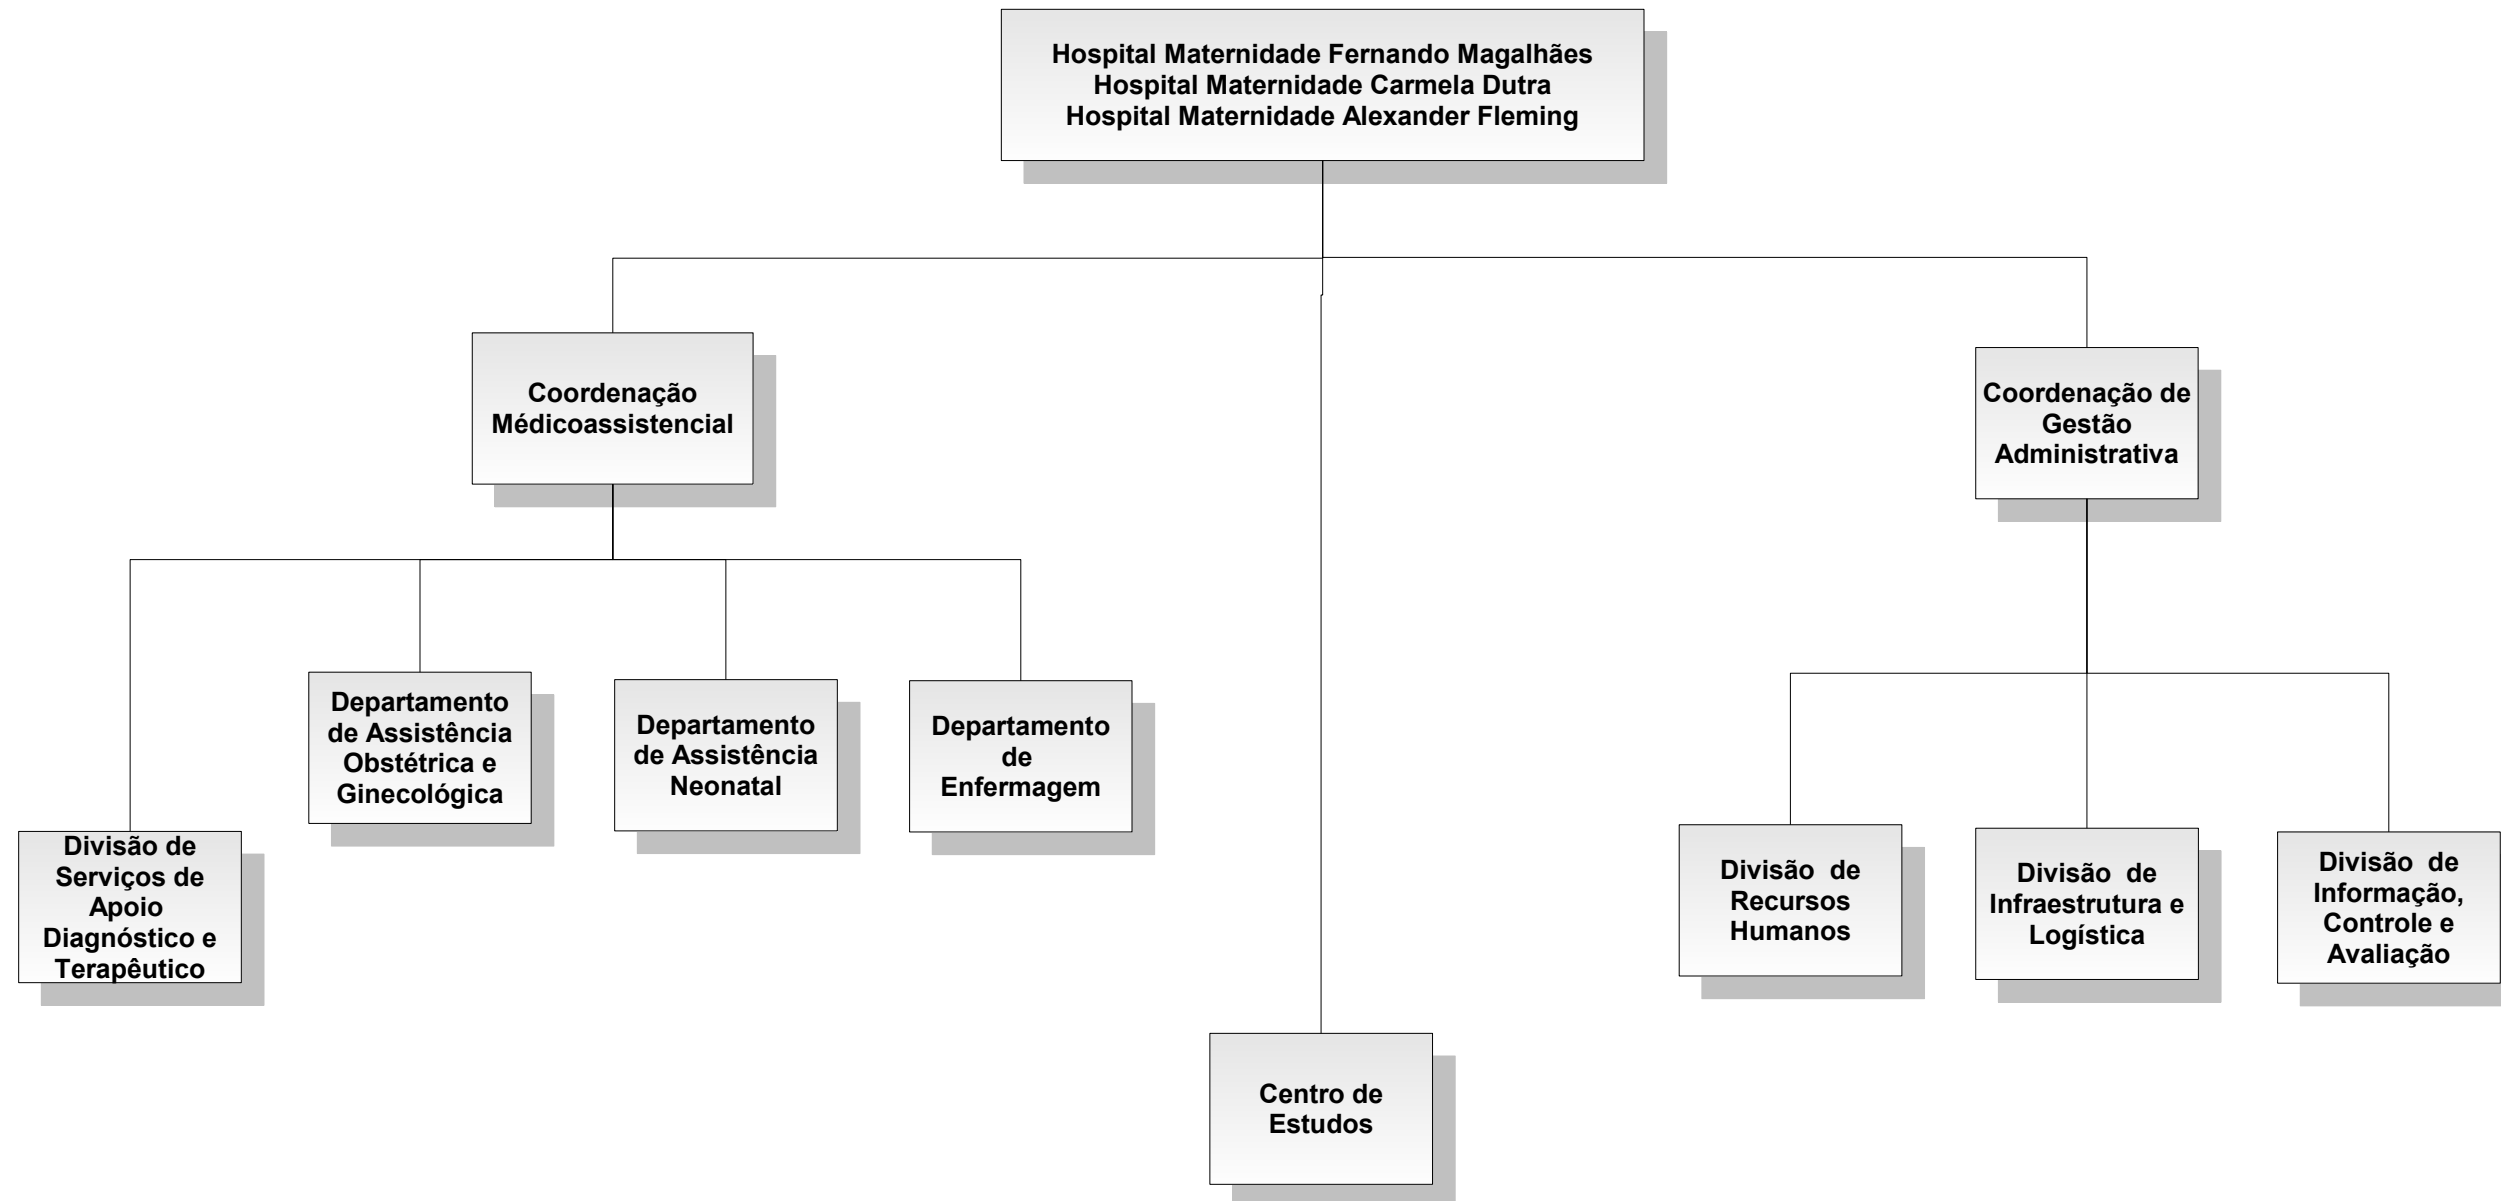 Hospital Maternidade Fernando Magalhães
Hospital Maternidade Carmela Dutra
Hospital Maternidade Alexander Fleming
Coordenação
Médicoassistencial
Coordenação de
Gestão
Administrativa
Departamento
de Assistência
Obstétrica e
Ginecológica
Departamento
de Assistência
Neonatal
Departamento
de
Enfermagem
Divisão de
Serviços de
Apoio
Diagnóstico e
Terapêutico
Divisão  de
Recursos
Humanos
Divisão  de
Infraestrutura e
Logística
Divisão  de
Informação,
Controle e
Avaliação
Centro de
Estudos